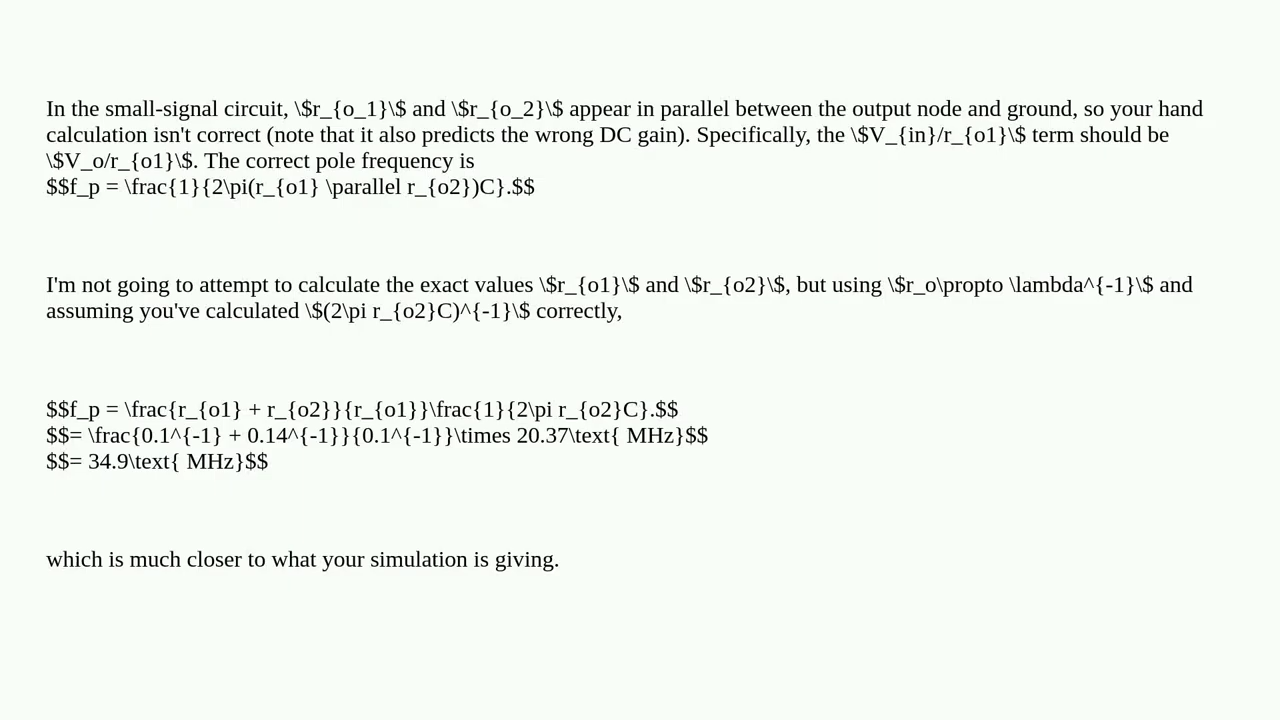 In the small-signal circuit, \$r_{o_1}\$ and \$r_{o_2}\$ appear in parallel between the output node and ground, so your hand
calculation isn't correct (note that it also predicts the wrong DC gain). Specifically, the \$V_{in}/r_{o1}\$ term should be
\$V_o/r_{o1}\$. The correct pole frequency is
$$f_p = \frac{1}{2\pi(r_{o1} \parallel r_{o2})C}.$$
I'm not going to attempt to calculate the exact values \$r_{o1}\$ and \$r_{o2}\$, but using \$r_o\propto \lambda^{-1}\$ and
assuming you've calculated \$(2\pi r_{o2}C)^{-1}\$ correctly,
$$f_p = \frac{r_{o1} + r_{o2}}{r_{o1}}\frac{1}{2\pi r_{o2}C}.$$
$$= \frac{0.1^{-1} + 0.14^{-1}}{0.1^{-1}}\times 20.37\text{ MHz}$$
$$= 34.9\text{ MHz}$$
which is much closer to what your simulation is giving.